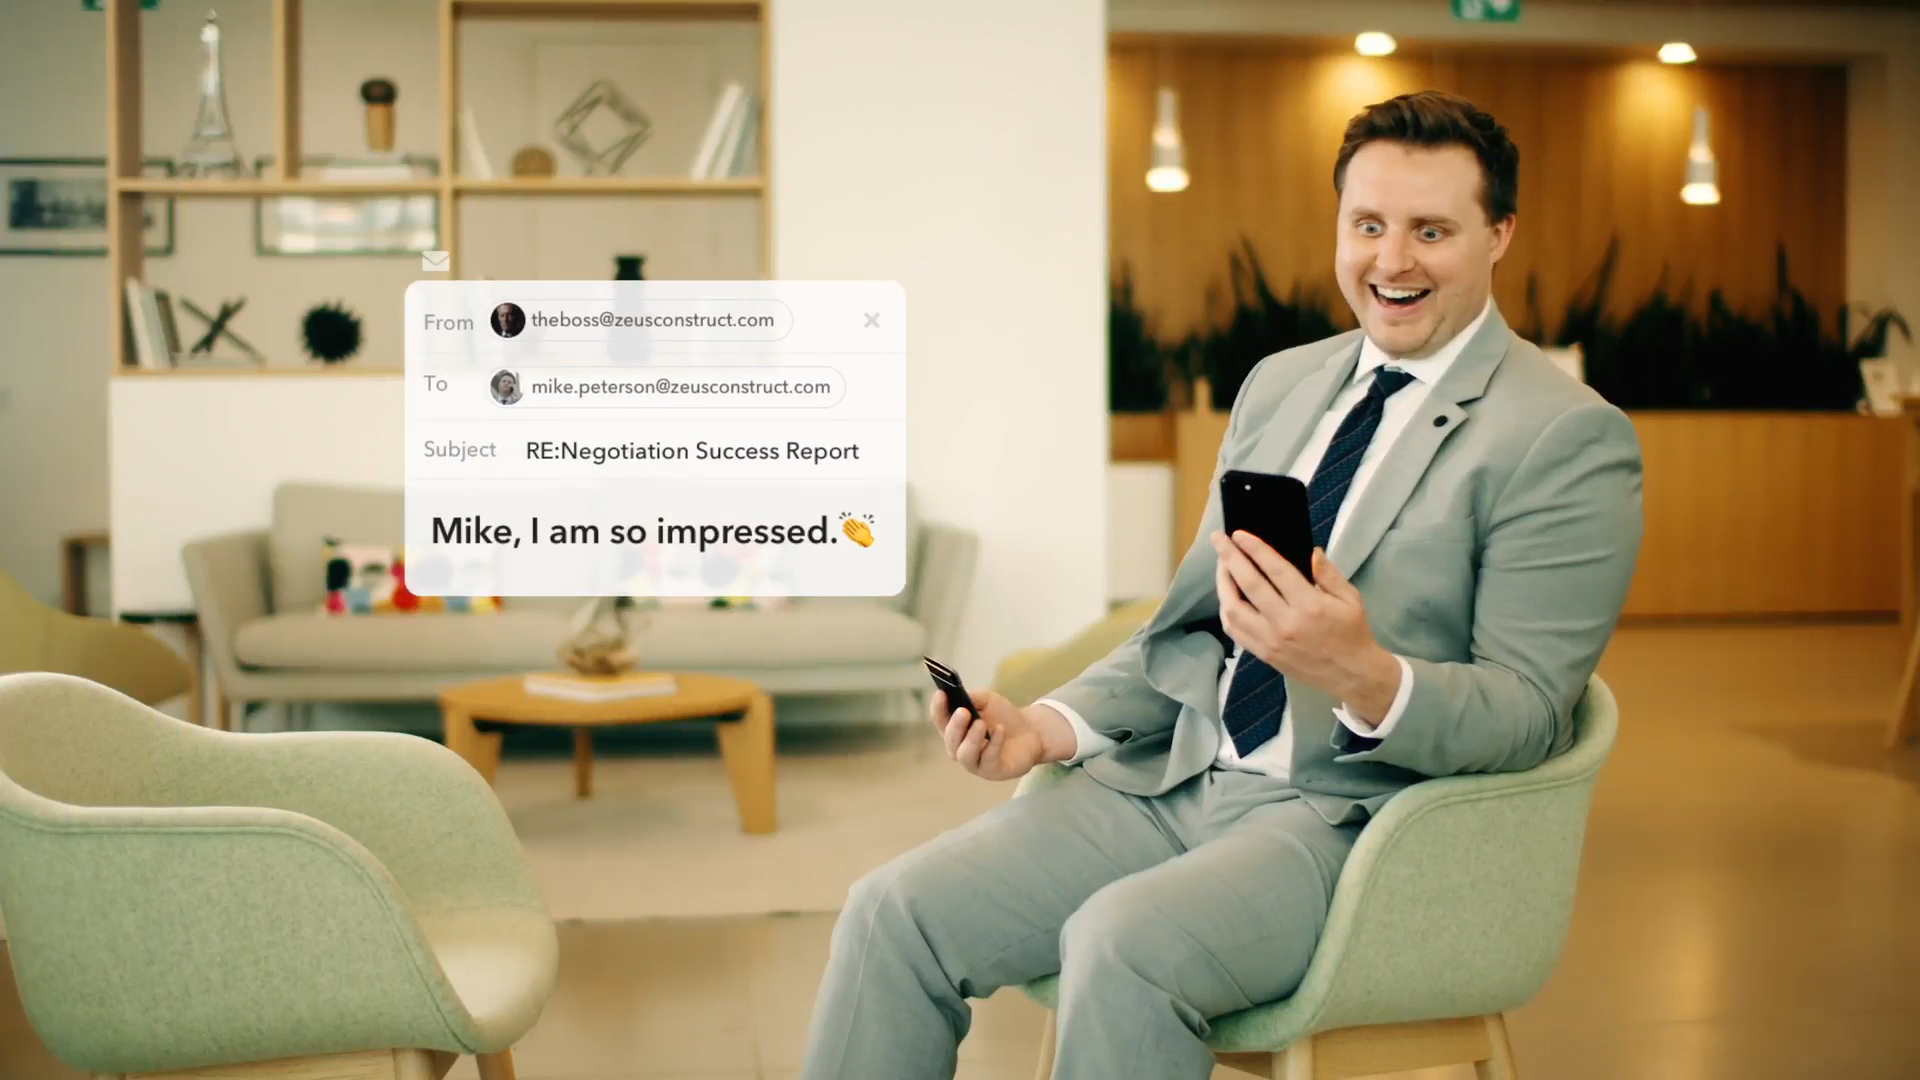 From theboss@zeusconstruct.com
To mike.peterson@zeusconstruct.com
Subject RE:Negotiation Success Report
Mike, I am so impressed.👏